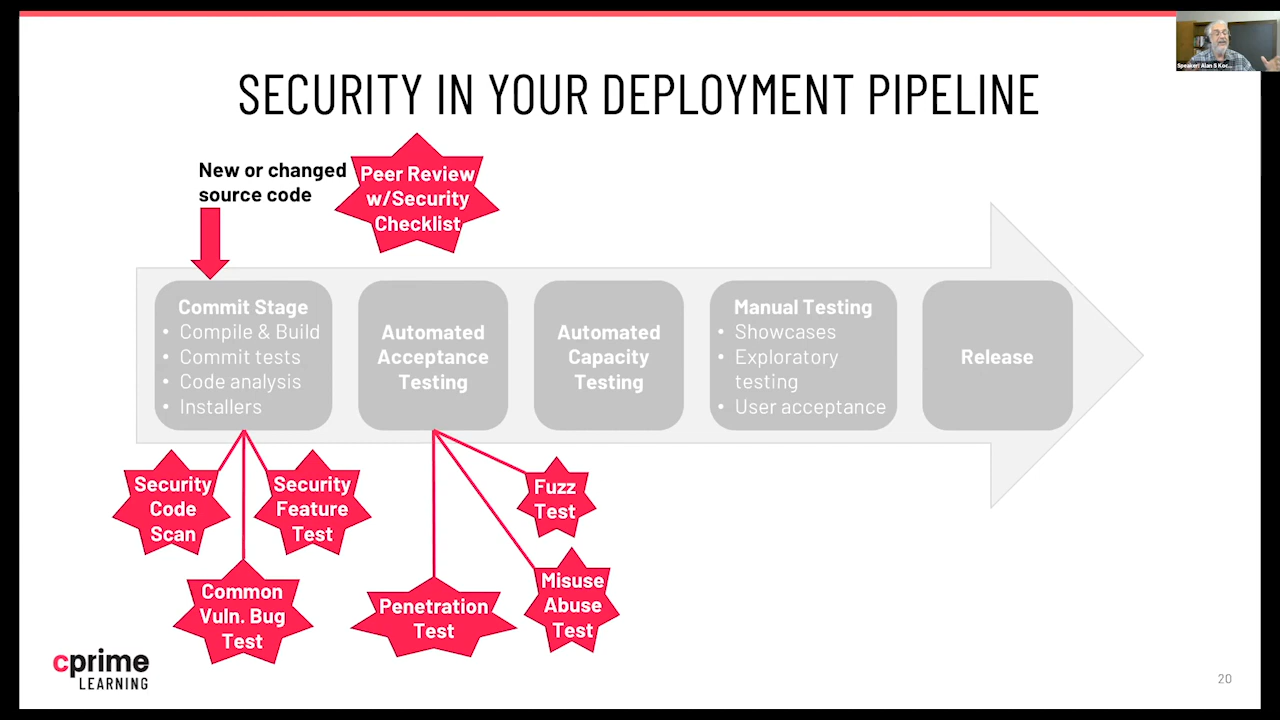 SECURITY IN YOUR DEPLOYMENT PIPELINE
Speaker: Alan S Koc...
New or changed
source code
Peer Review
w/Security
Checklist
Commit Stage
• Compile & Build
• Commit tests
• Code analysis
• Installers
Automated
Acceptance
Testing
Automated
Capacity
Testing
Manual Testing
• Showcases
• Exploratory
testing
• User acceptance
Release
Security
Code
Scan
Security
Feature
Test
Common
Vuln. Bug
Test
Penetration
Test
Fuzz
Test
Misuse
Abuse
Test
cprime
LEARNING
20